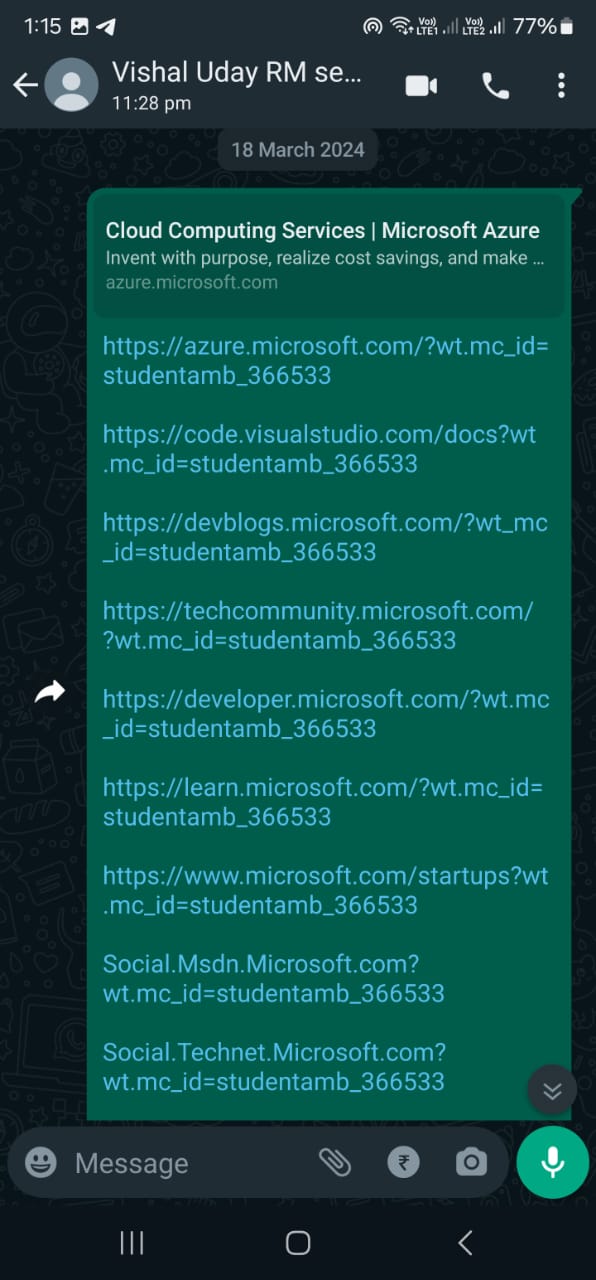 1:15 Vo) LTE1 Vo) LTE2 77%
Vishal Uday RM se...
11:28 pm
18 March 2024
Cloud Computing Services | Microsoft Azure
Invent with purpose, realize cost savings, and make ...
azure.microsoft.com
https://azure.microsoft.com/?wt.mc_id=
studentamb_366533
https://code.visualstudio.com/docs?wt
.mc_id=studentamb_366533
https://devblogs.microsoft.com/?wt_mc
_id=studentamb_366533
https://techcommunity.microsoft.com/
?wt.mc_id=studentamb_366533
https://developer.microsoft.com/?wt.mc
_id=studentamb_366533
https://learn.microsoft.com/?wt.mc_id=
studentamb_366533
https://www.microsoft.com/startups?wt
.mc_id=studentamb_366533
Social.Msdn.Microsoft.com?
wt.mc_id=studentamb_366533
Social.Technet.Microsoft.com?
wt.mc_id=studentamb_366533
Message ₹